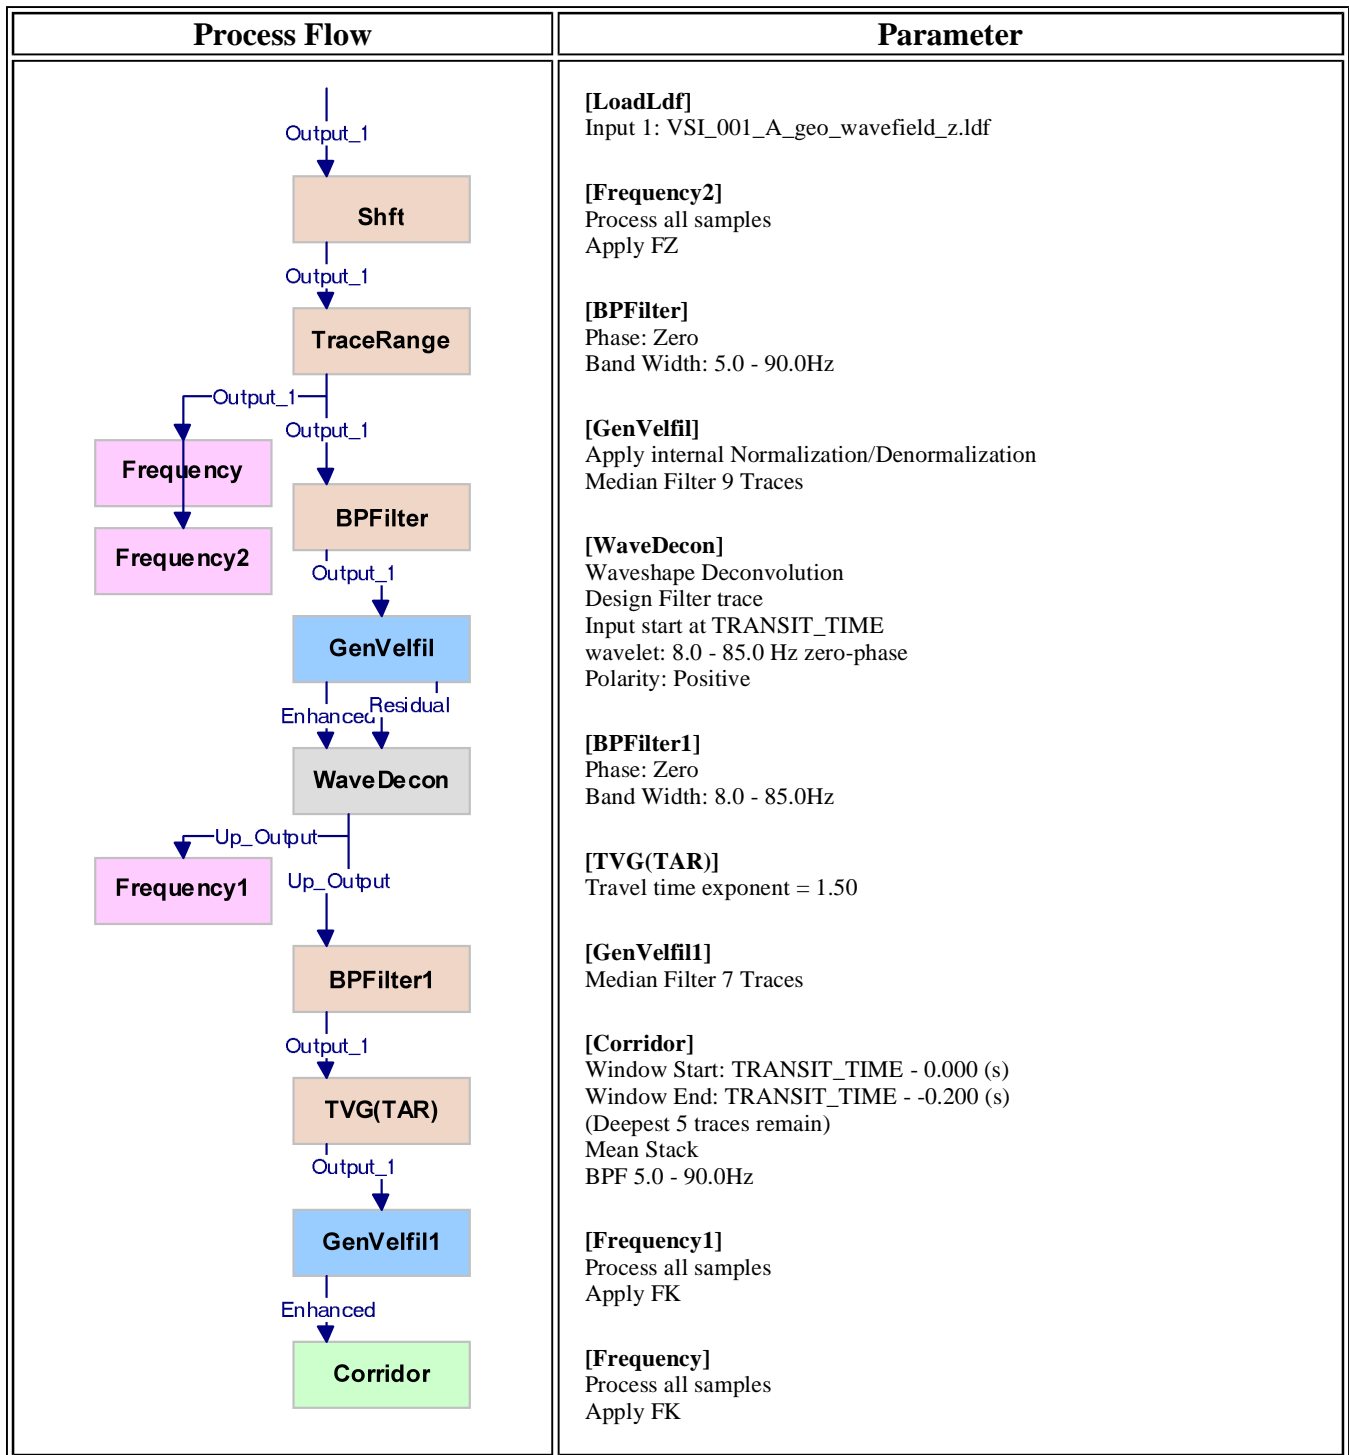 Process Flow
Parameter
Output_1
Shft
Output_1
TraceRange
Output_1
Output_1
Frequency
BPFilter
Frequency2
Output_1
GenVelfil
Enhanced
Residual
WaveDecon
Up_Output
Frequency1
Up_Output
BPFilter1
Output_1
TVG(TAR)
Output_1
GenVelfil1
Enhanced
Corridor
[LoadLdf]
Input 1: VSI_001_A_geo_wavefield_z.ldf
[Frequency2]
Process all samples
Apply FZ
[BPFilter]
Phase: Zero
Band Width: 5.0 - 90.0Hz
[GenVelfil]
Apply internal Normalization/Denormalization
Median Filter 9 Traces
[WaveDecon]
Waveshape Deconvolution
Design Filter trace
Input start at TRANSIT_TIME
wavelet: 8.0 - 85.0 Hz zero-phase
Polarity: Positive
[BPFilter1]
Phase: Zero
Band Width: 8.0 - 85.0Hz
[TVG(TAR)]
Travel time exponent = 1.50
[GenVelfil1]
Median Filter 7 Traces
[Corridor]
Window Start: TRANSIT_TIME - 0.000 (s)
Window End: TRANSIT_TIME - -0.200 (s)
(Deepest 5 traces remain)
Mean Stack
BPF 5.0 - 90.0Hz
[Frequency1]
Process all samples
Apply FK
[Frequency]
Process all samples
Apply FK